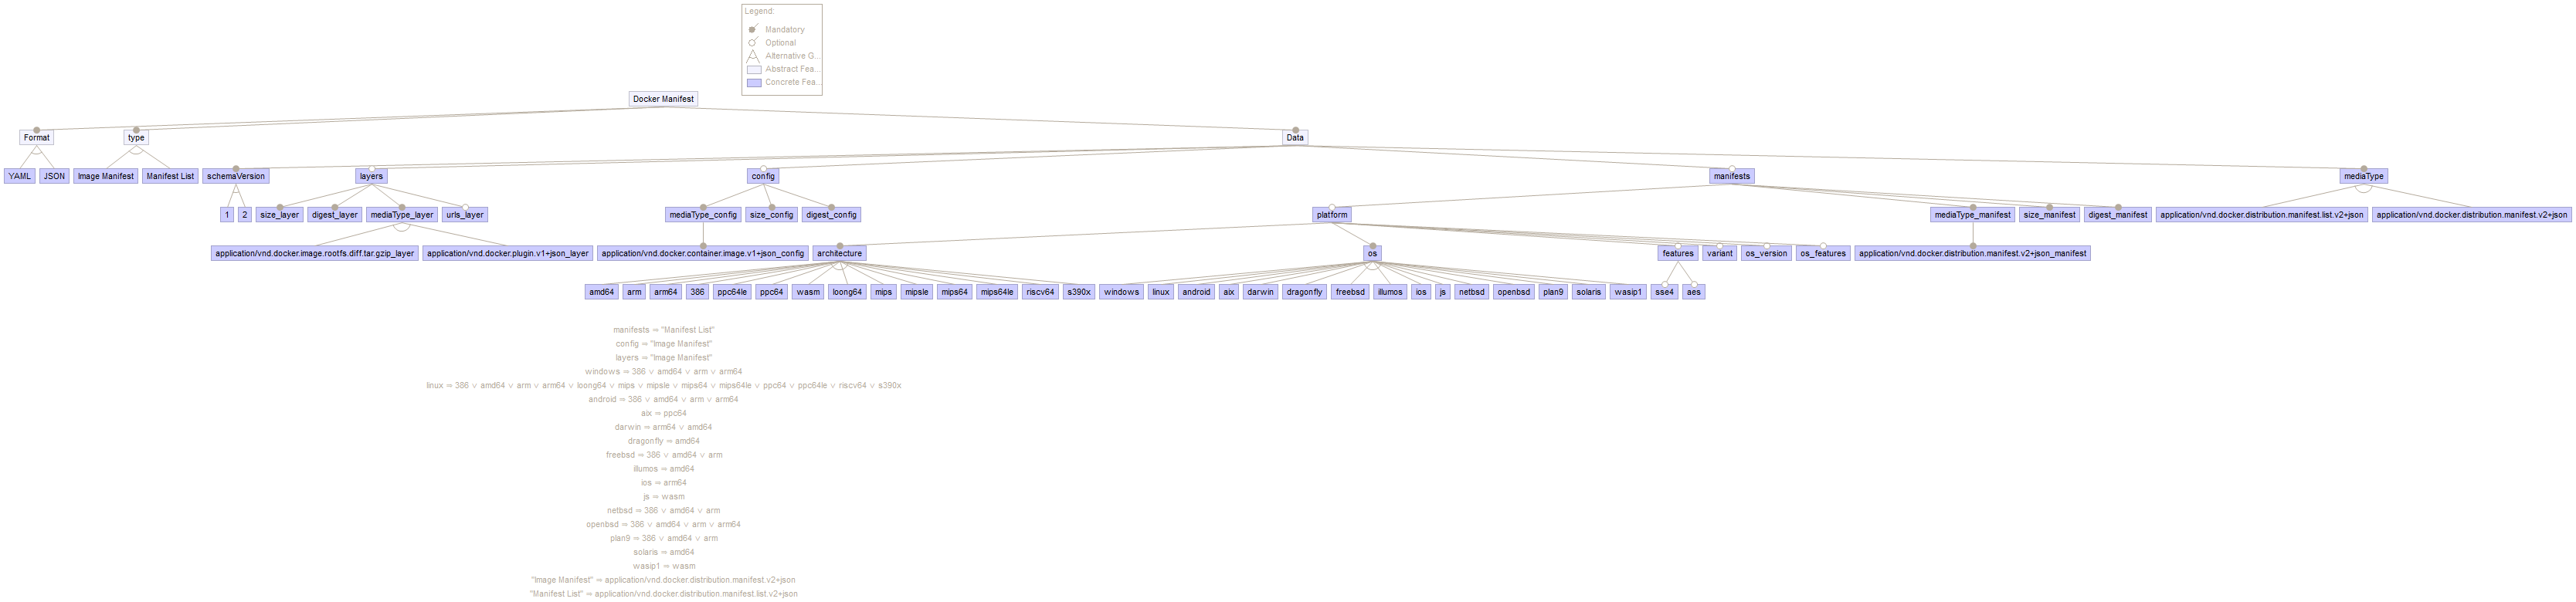 Legend:
Mandatory
Optional
Alternative G...
Abstract Fea...
Concrete Fea...
Docker Manifest
Format
type
Data
YAML
JSON
Image Manifest
Manifest List
schemaVersion
layers
config
manifests
mediaType
1
2
size_layer
digest_layer
mediaType_layer
urls_layer
mediaType_config
size_config
digest_config
platform
mediaType_manifest
size_manifest
digest_manifest
application/vnd.docker.distribution.manifest.list.v2+json
application/vnd.docker.distribution.manifest.v2+json
application/vnd.docker.image.rootfs.diff.tar.gzip_layer
application/vnd.docker.plugin.v1+json_layer
application/vnd.docker.container.image.v1+json_config
architecture
os
features
variant
os_version
os_features
application/vnd.docker.distribution.manifest.v2+json_manifest
amd64
arm
arm64
386
ppc64le
ppc64
wasm
loong64
mips
mipsle
mips64
mips64le
riscv64
s390x
windows
linux
android
aix
darwin
dragonfly
freebsd
illumos
ios
js
netbsd
openbsd
plan9
solaris
wasip1
sse4
aes
manifests ⇒ "Manifest List"
config ⇒ "Image Manifest"
layers ⇒ "Image Manifest"
windows ⇒ 386 ∨ amd64 ∨ arm ∨ arm64
linux ⇒ 386 ∨ amd64 ∨ arm ∨ arm64 ∨ loong64 ∨ mips ∨ mipsle ∨ mips64 ∨ mips64le ∨ ppc64 ∨ ppc64le ∨ riscv64 ∨ s390x
android ⇒ 386 ∨ amd64 ∨ arm ∨ arm64
aix ⇒ ppc64
darwin ⇒ arm64 ∨ amd64
dragonfly ⇒ amd64
freebsd ⇒ 386 ∨ amd64 ∨ arm
illumos ⇒ amd64
ios ⇒ arm64
js ⇒ wasm
netbsd ⇒ 386 ∨ amd64 ∨ arm
openbsd ⇒ 386 ∨ amd64 ∨ arm ∨ arm64
plan9 ⇒ 386 ∨ amd64 ∨ arm
solaris ⇒ amd64
wasip1 ⇒ wasm
"Image Manifest" ⇒ application/vnd.docker.distribution.manifest.v2+json
"Manifest List" ⇒ application/vnd.docker.distribution.manifest.list.v2+json